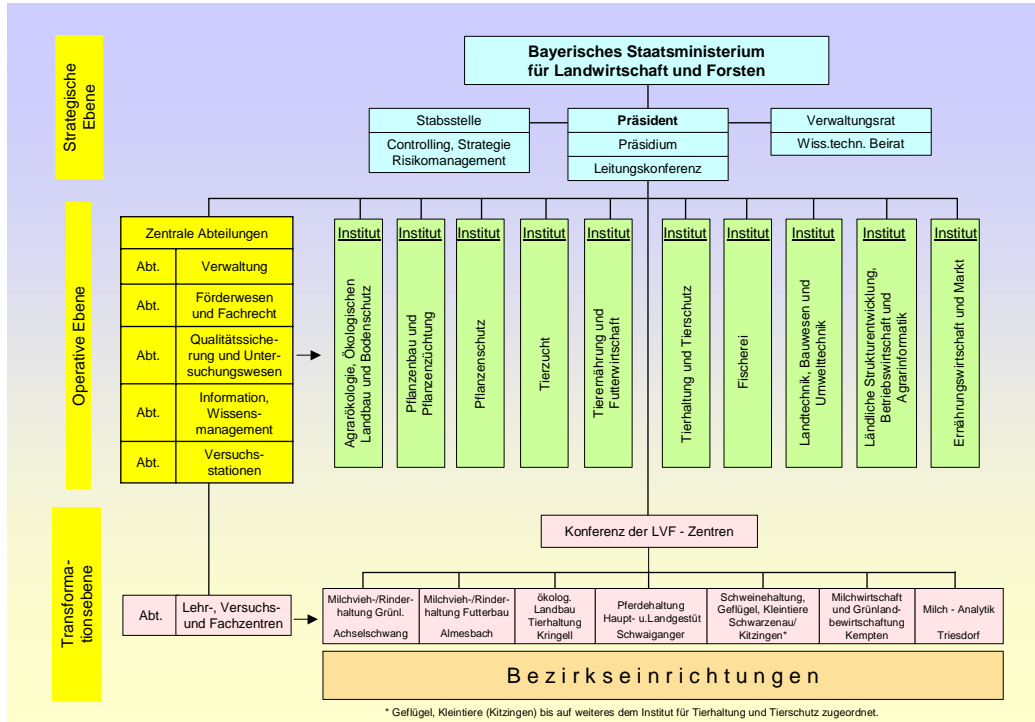 Strategische
Ebene
Bayerisches Staatsministerium
für Landwirtschaft und Forsten
Stabsstelle
Controlling, Strategie
Risikomanagement
Präsident
Präsidium
Leitungskonferenz
Verwaltungsrat
Wiss.techn. Beirat
Operative Ebene
Zentrale Abteilungen
Abt. Verwaltung
Abt. Förderwesen
und Fachrecht
Abt. Qualitätssiche-
rung und Unter-
suchungswesen
Abt. Information,
Wissens-
management
Abt. Versuchs-
stationen
Institut
Agrarökologie, Ökologischen
Landbau und Bodenschutz
Institut
Pflanzenbau und
Pflanzenzüchtung
Institut
Pflanzenschutz
Institut
Tierzucht
Institut
Tierernährung und
Futterwirtschaft
Institut
Tierhaltung und Tierschutz
Institut
Fischerei
Institut
Landtechnik, Bauwesen und
Umwelttechnik
Institut
Ländliche Strukturentwicklung,
Betriebswirtschaft und
Agrarinformatik
Institut
Ernährungswirtschaft und Markt
Transforma-
tionsebene
Konferenz der LVF - Zentren
Abt. Lehr-, Versuchs-
und Fachzentren
Milchvieh-/Rinder-
haltung Grünl.
Achselschwang
Milchvieh-/Rinder-
haltung Futterbau
Almesbach
ökolog.
Landbau
Tierhaltung
Kringell
Pferdehaltung
Haupt- u.Landgestüt
Schwaiganger
Schweinehaltung,
Geflügel, Kleintiere
Schwarzenau/
Kitzingen*
Milchwirtschaft
und Grünland-
bewirtschaftung
Kempten
Milch - Analytik
Triesdorf
Bezirkseinrichtungen
* Geflügel, Kleintiere (Kitzingen) bis auf weiteres dem Institut für Tierhaltung und Tierschutz zugeordnet.